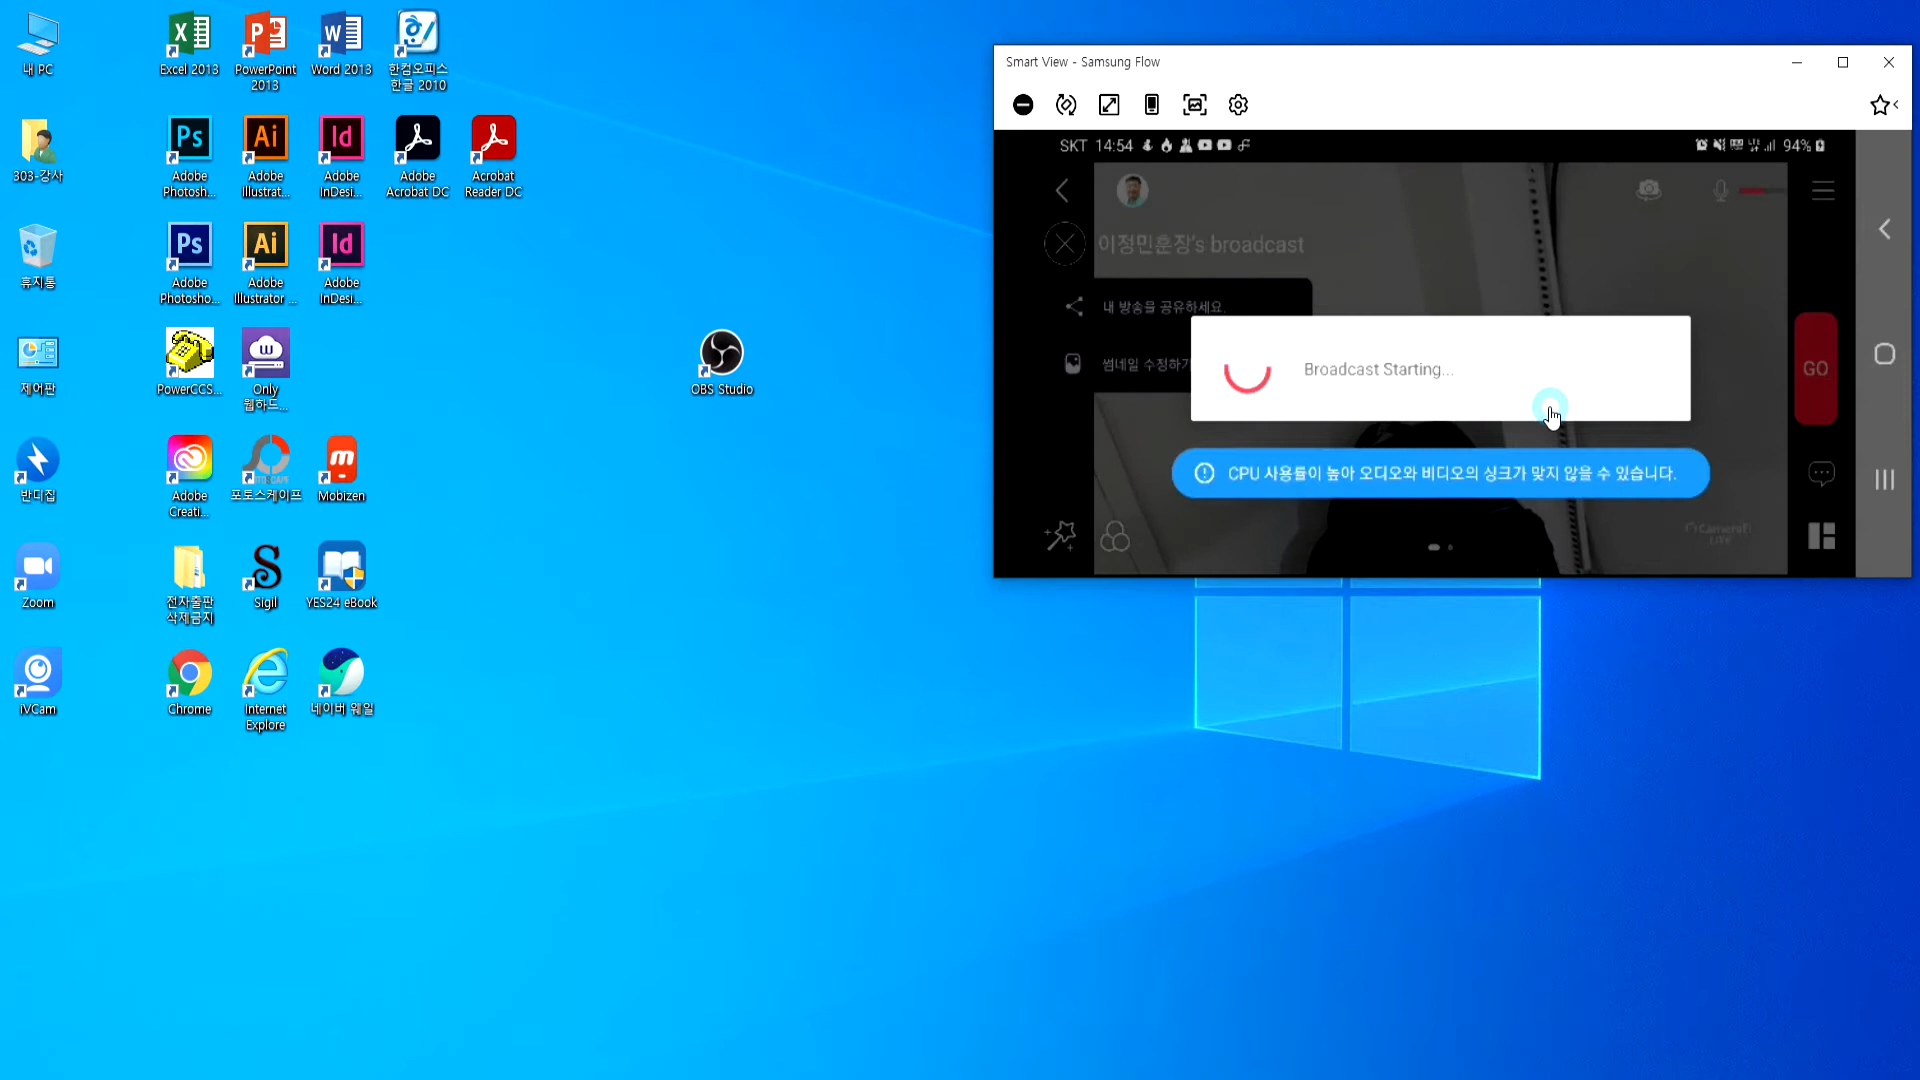 내 PC
Excel 2013
PowerPoint
2013
Word 2013
한컴오피스
한글 2010
303-강사
Adobe
Photosh...
Adobe
Illustrat...
Adobe
InDesi...
Adobe
Acrobat DC
Acrobat
Reader DC
휴지통
Adobe
Photosho...
Adobe
Illustrator ...
Adobe
InDesi...
제어판
PowerCCS...
Only
웹하드...
OBS Studio
반디집
Adobe
Creati...
포토스케이프
Mobizen
Zoom
전자출판
삭제금지
Sigil
YES24 eBook
iVCam
Chrome
Internet
Explore
네이버 웨일
Smart View - Samsung Flow
SKT 14:54
94%
이정민훈장's broadcast
내 방송을 공유하세요.
썸네일 수정하기
GO
Broadcast Starting...
CPU 사용률이 높아 오디오와 비디오의 싱크가 맞지 않을 수 있습니다.
CameraFi
LIVE